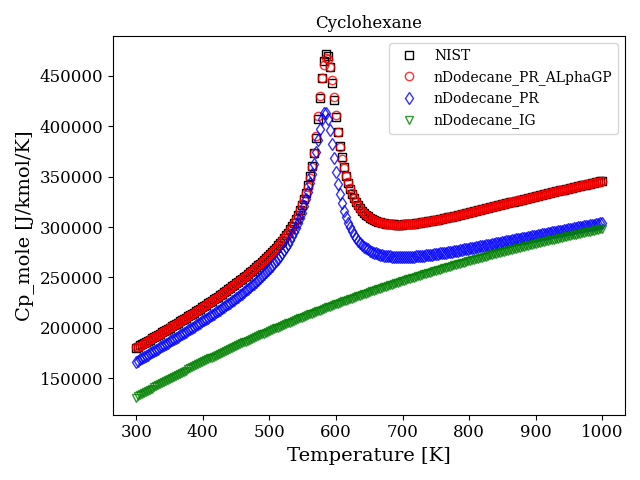 Cyclohexane
NIST
nDodecane_PR_ALphaGP
nDodecane_PR
nDodecane_IG
Cp_mole [J/kmol/K]
450000
400000
350000
300000
250000
200000
150000
300 400 500 600 700 800 900 1000
Temperature [K]